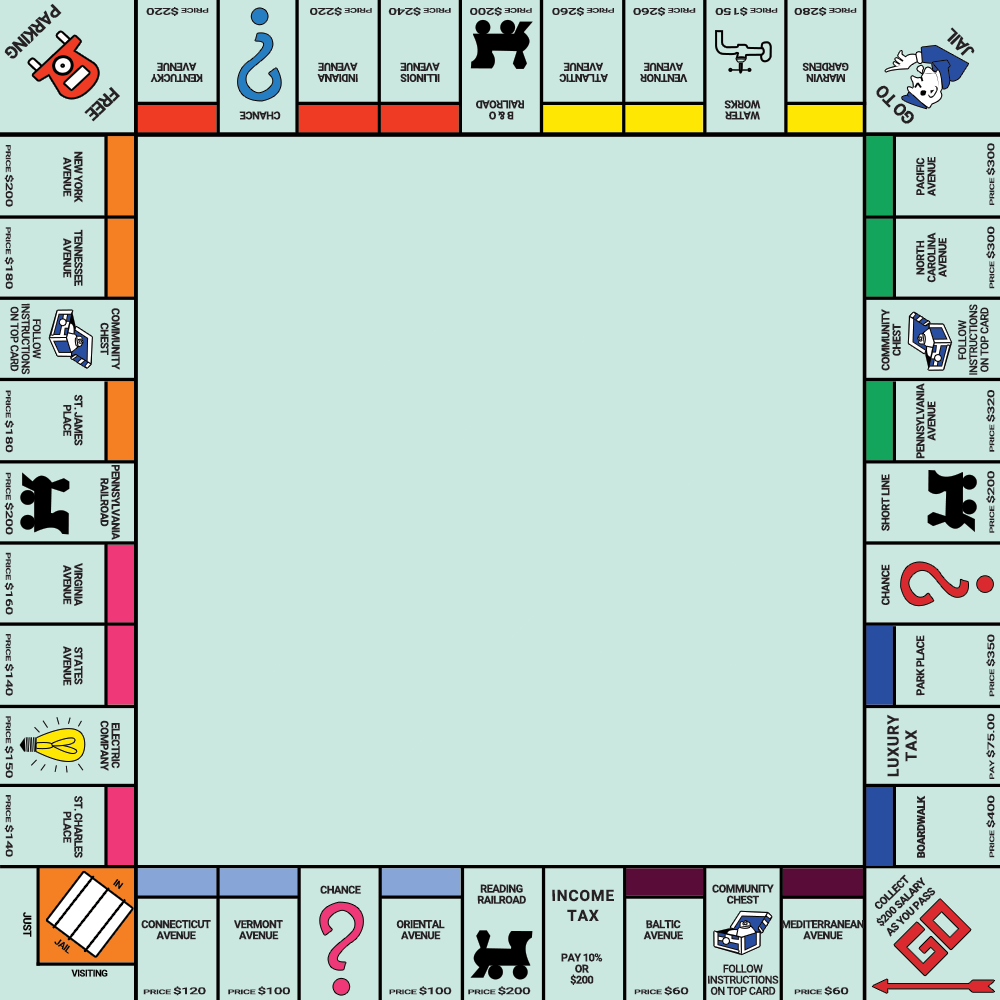 FREE
PARKING
KENTUCKY
AVENUE
PRICE $220
CHANCE
INDIANA
AVENUE
PRICE $220
ILLINOIS
AVENUE
PRICE $240
B & O
RAILROAD
PRICE $200
ATLANTIC
AVENUE
PRICE $260
VENTNOR
AVENUE
PRICE $260
WATER
WORKS
PRICE $150
MARVIN
GARDENS
PRICE $280
GO TO
JAIL
PACIFIC
AVENUE
PRICE $300
NORTH
CAROLINA
AVENUE
PRICE $300
COMMUNITY
CHEST
FOLLOW
INSTRUCTIONS
ON TOP CARD
PENNSYLVANIA
AVENUE
PRICE $320
SHORT LINE
PRICE $200
CHANCE
PARK PLACE
PRICE $350
LUXURY
TAX
PAY $75.00
BOARDWALK
PRICE $400
COLLECT
$200 SALARY
AS YOU PASS
GO
MEDITERRANEAN
AVENUE
PRICE $60
COMMUNITY
CHEST
FOLLOW
INSTRUCTIONS
ON TOP CARD
BALTIC
AVENUE
PRICE $60
INCOME
TAX
PAY 10%
OR
$200
READING
RAILROAD
PRICE $200
ORIENTAL
AVENUE
PRICE $100
CHANCE
VERMONT
AVENUE
PRICE $100
CONNECTICUT
AVENUE
PRICE $120
IN
JAIL
JUST
VISITING
ST. CHARLES
PLACE
PRICE $140
ELECTRIC
COMPANY
PRICE $150
STATES
AVENUE
PRICE $140
VIRGINIA
AVENUE
PRICE $160
PENNSYLVANIA
RAILROAD
PRICE $200
ST. JAMES
PLACE
PRICE $180
COMMUNITY
CHEST
FOLLOW
INSTRUCTIONS
ON TOP CARD
TENNESSEE
AVENUE
PRICE $180
NEW YORK
AVENUE
PRICE $200